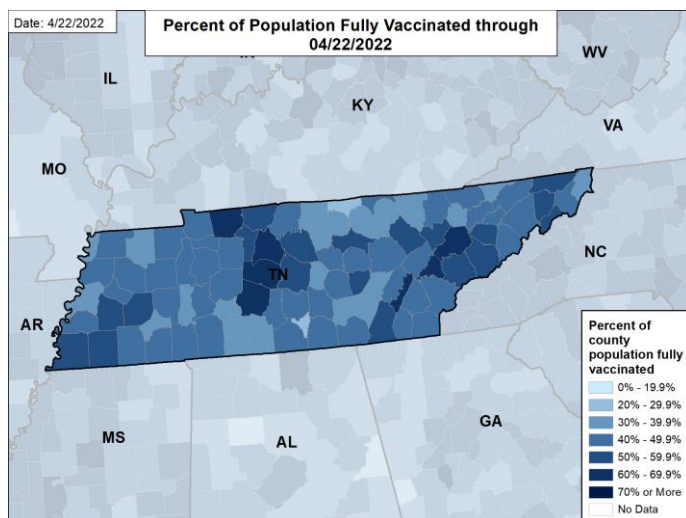 Date: 4/22/2022
Percent of Population Fully Vaccinated through
04/22/2022
WV
IL
KY
VA
MO
TN
NC
AR
MS
AL
GA
Percent of
county
population fully
vaccinated
0% - 19.9%
20% - 29.9%
30% - 39.9%
40% - 49.9%
50% - 59.9%
60% - 69.9%
70% or More
No Data